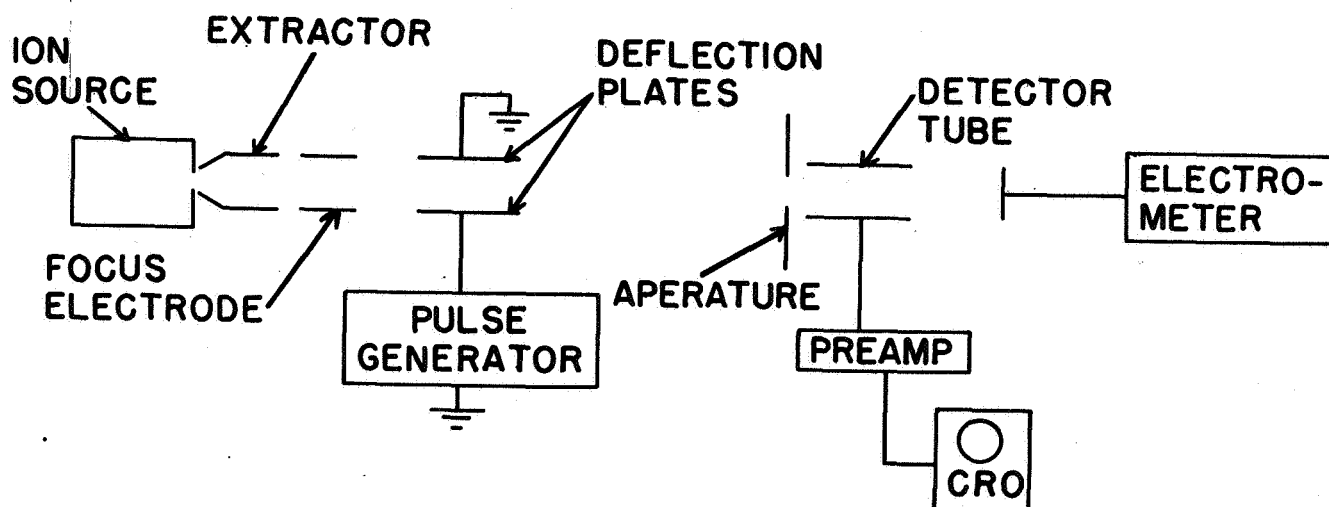 ION
SOURCE
EXTRACTOR
DEFLECTION
PLATES
DETECTOR
TUBE
ELECTRO-
METER
FOCUS
ELECTRODE
PULSE
GENERATOR
APERATURE
PREAMP
CRO